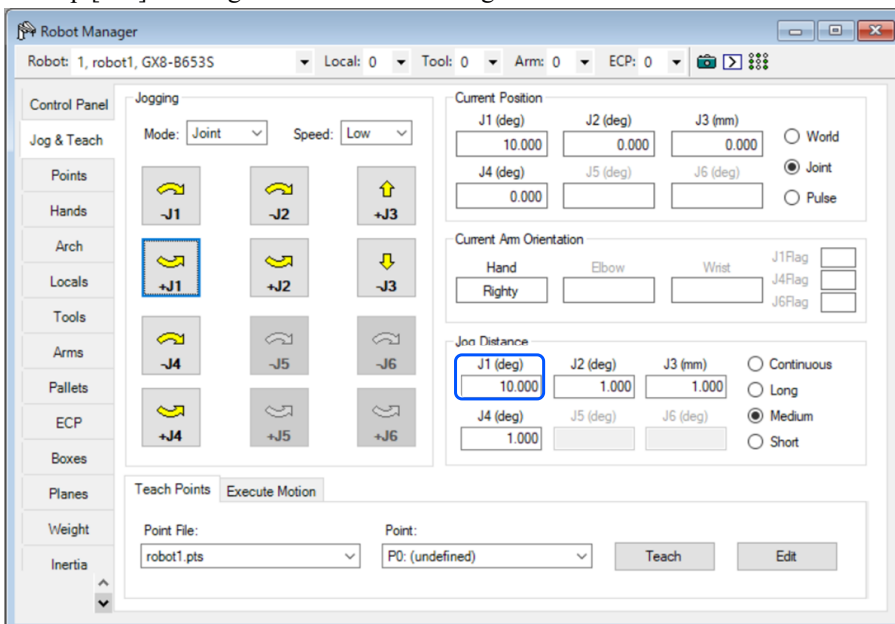 Robot Manager
Robot: 1, robot1, GX8-B653S Local: 0 Tool: 0 Arm: 0 ECP: 0
Control Panel
Jog & Teach
Points
Hands
Arch
Locals
Tools
Arms
Pallets
ECP
Boxes
Planes
Weight
Inertia
Jogging
Mode: Joint Speed: Low
-J1 -J2 +J3
+J1 +J2 -J3
-J4 -J5 -J6
+J4 +J5 +J6
Current Position
J1 (deg) J2 (deg) J3 (mm)
10.000 0.000 0.000
J4 (deg) J5 (deg) J6 (deg)
0.000
World
Joint
Pulse
Current Arm Orientation
Hand Elbow Wrist
Righty
J1Flag
J4Flag
J6Flag
Jog Distance
J1 (deg) J2 (deg) J3 (mm)
10.000 1.000 1.000
J4 (deg) J5 (deg) J6 (deg)
1.000
Continuous
Long
Medium
Short
Teach Points Execute Motion
Point File: Point:
robot1.pts P0: (undefined) Teach Edit